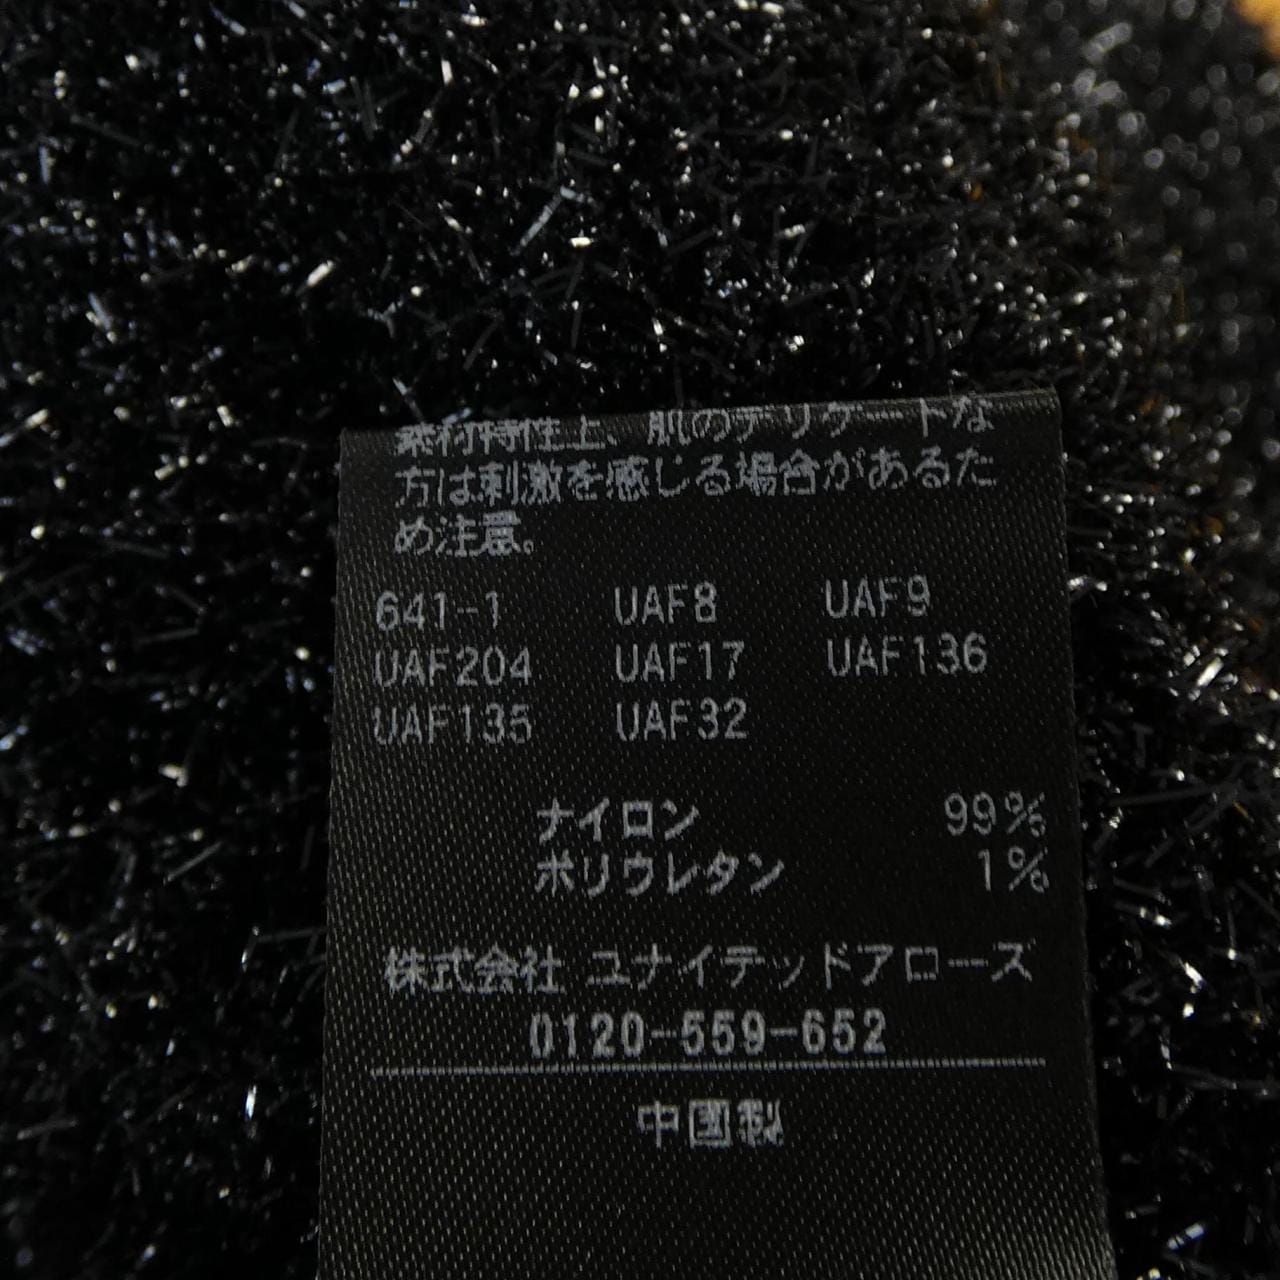 素材特性上、肌のデリケートな
方は刺激を感じる場合があるた
め注意。
641-1 UAF8 UAF9
UAF204 UAF17 UAF136
UAF135 UAF32
ナイロン 99%
ポリウレタン 1%
株式会社 ユナイテッドアローズ
0120-559-652
中国製